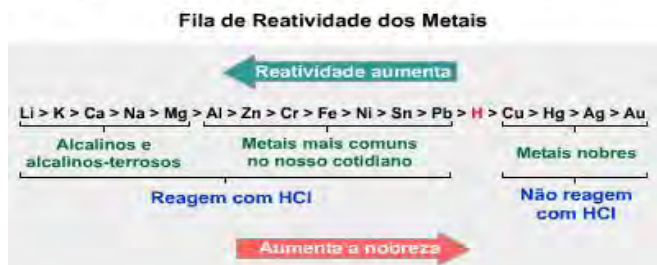 Fila de Reatividade dos Metais
Reatividade aumenta
Li > K > Ca > Na > Mg > Al > Zn > Cr > Fe > Ni > Sn > Pb > H > Cu > Hg > Ag > Au
Alcalinos e alcalinos-terrosos
Metais mais comuns no nosso cotidiano
Metais nobres
Reagem com HCl
Não reagem com HCl
Aumenta a nobreza